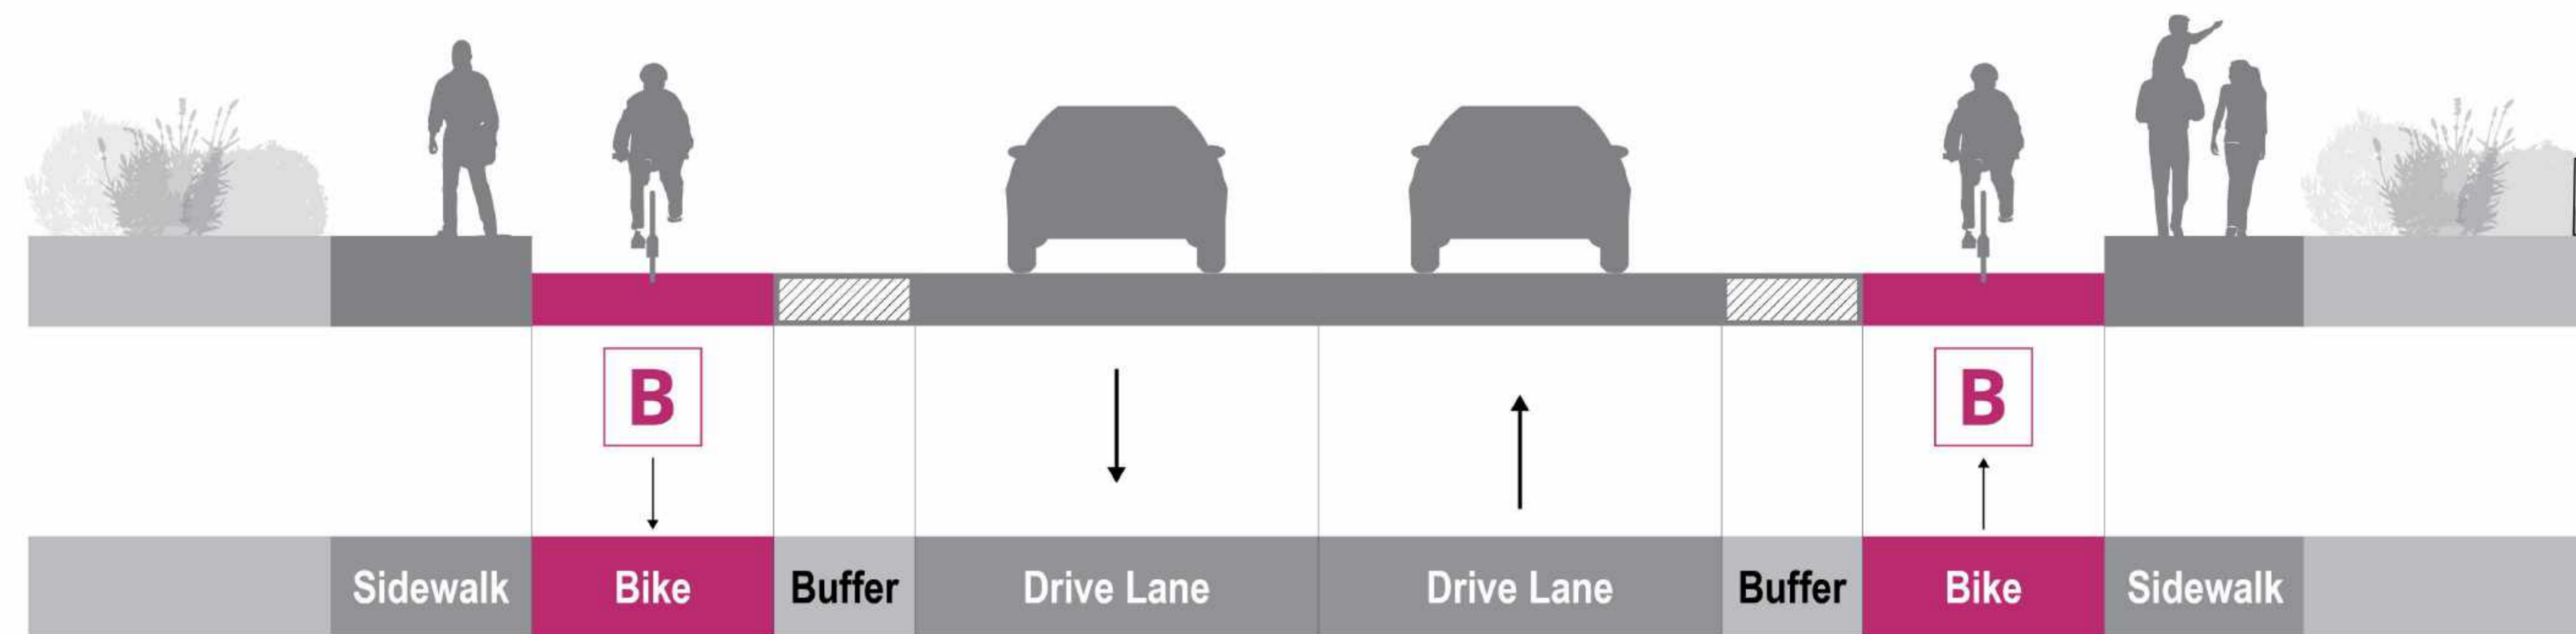 B
B
Sidewalk
Bike
Buffer
Drive Lane
Drive Lane
Buffer
Bike
Sidewalk